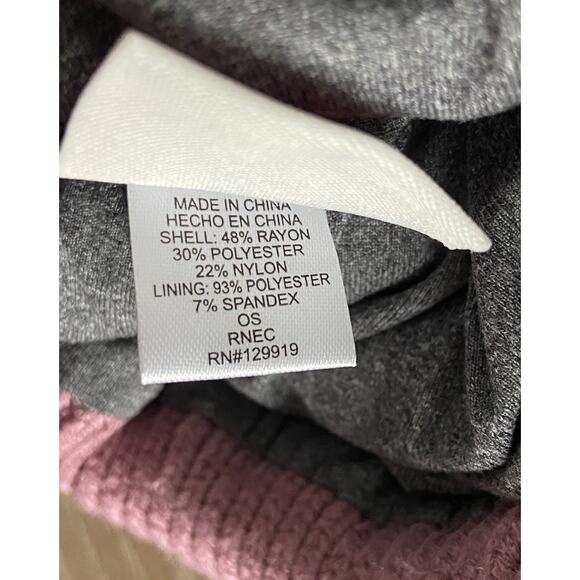 MADE IN CHINA
HECHO EN CHINA
SHELL: 48% RAYON
30% POLYESTER
22% NYLON
LINING: 93% POLYESTER
7% SPANDEX
OS
RNEC
RN#129919